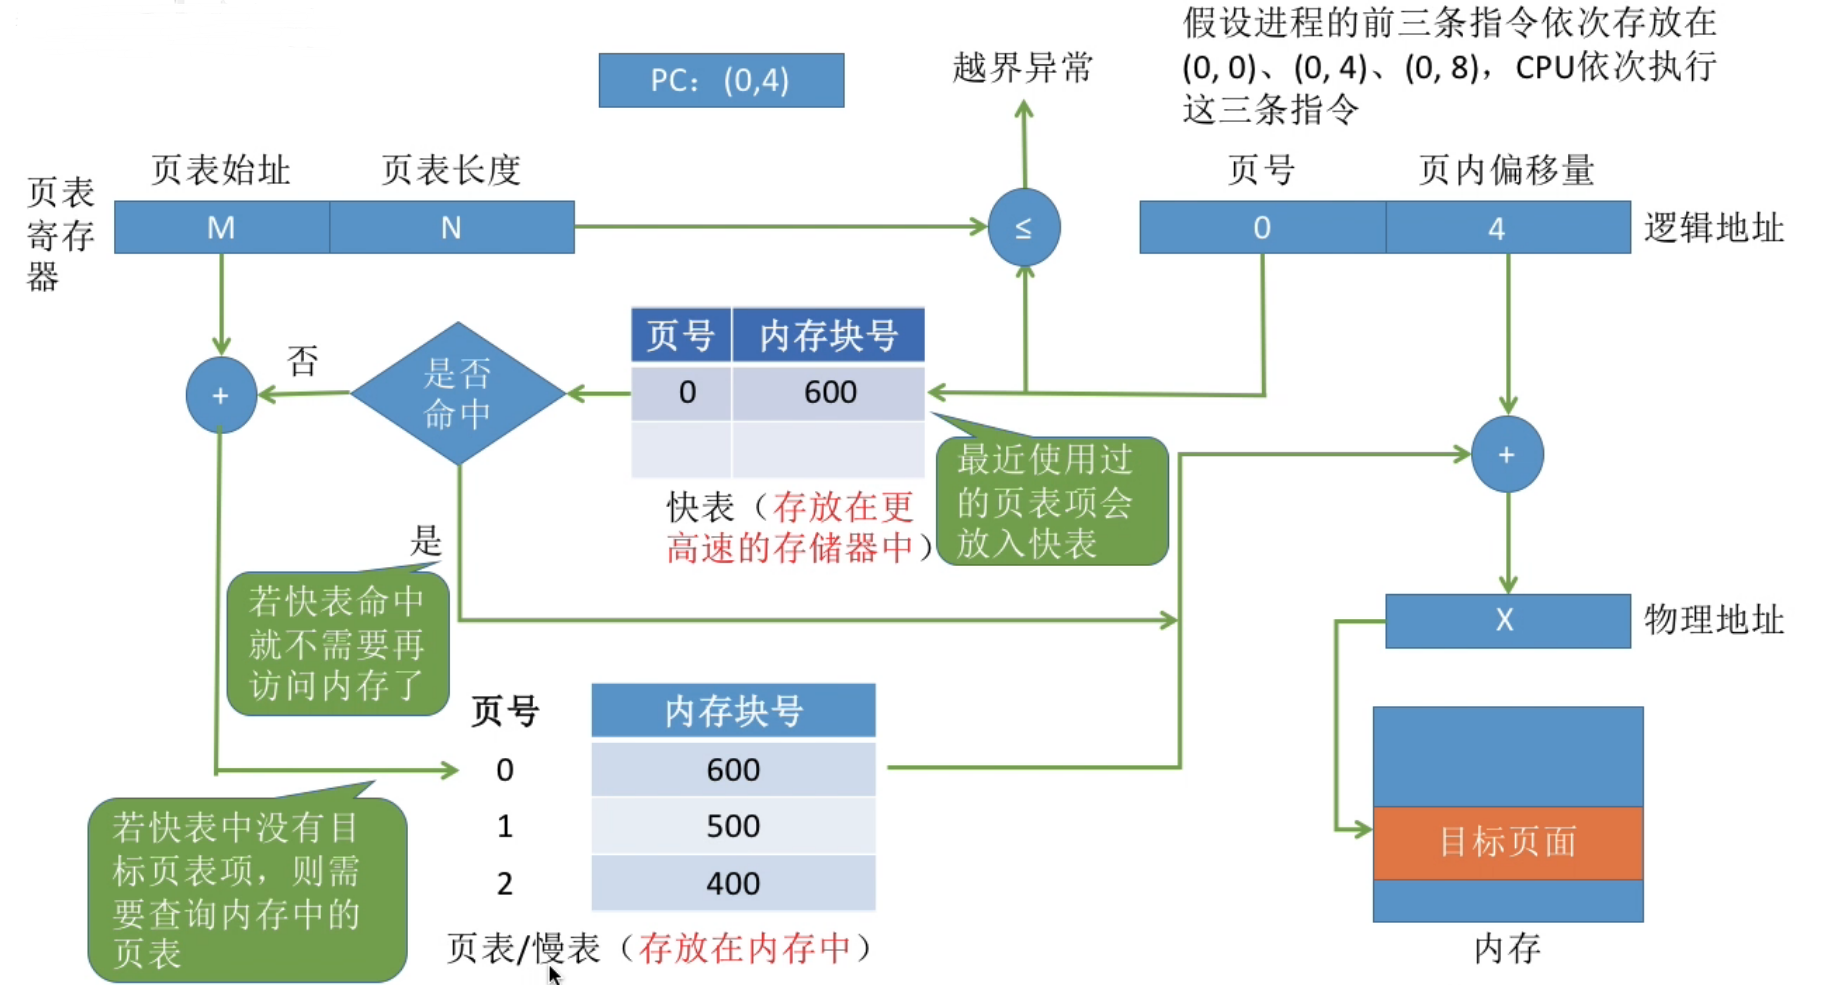 假设进程的前三条指令依次存放在
(0, 0)、(0, 4)、(0, 8)，CPU依次执行
这三条指令
PC：(0,4)
越界异常
页表始址
页表长度
页号
页内偏移量
页表
寄存
器
M
N
≤
0
4
逻辑地址
页号
内存块号
0
600
是否
命中
否
+
+
最近使用过
的页表项会
放入快表
快表（存放在更
高速的存储器中）
是
若快表命中
就不需要再
访问内存了
X
物理地址
页号
内存块号
0
600
1
500
2
400
若快表中没有目
标页表项，则需
要查询内存中的
页表
目标页面
页表/慢表（存放在内存中）
内存